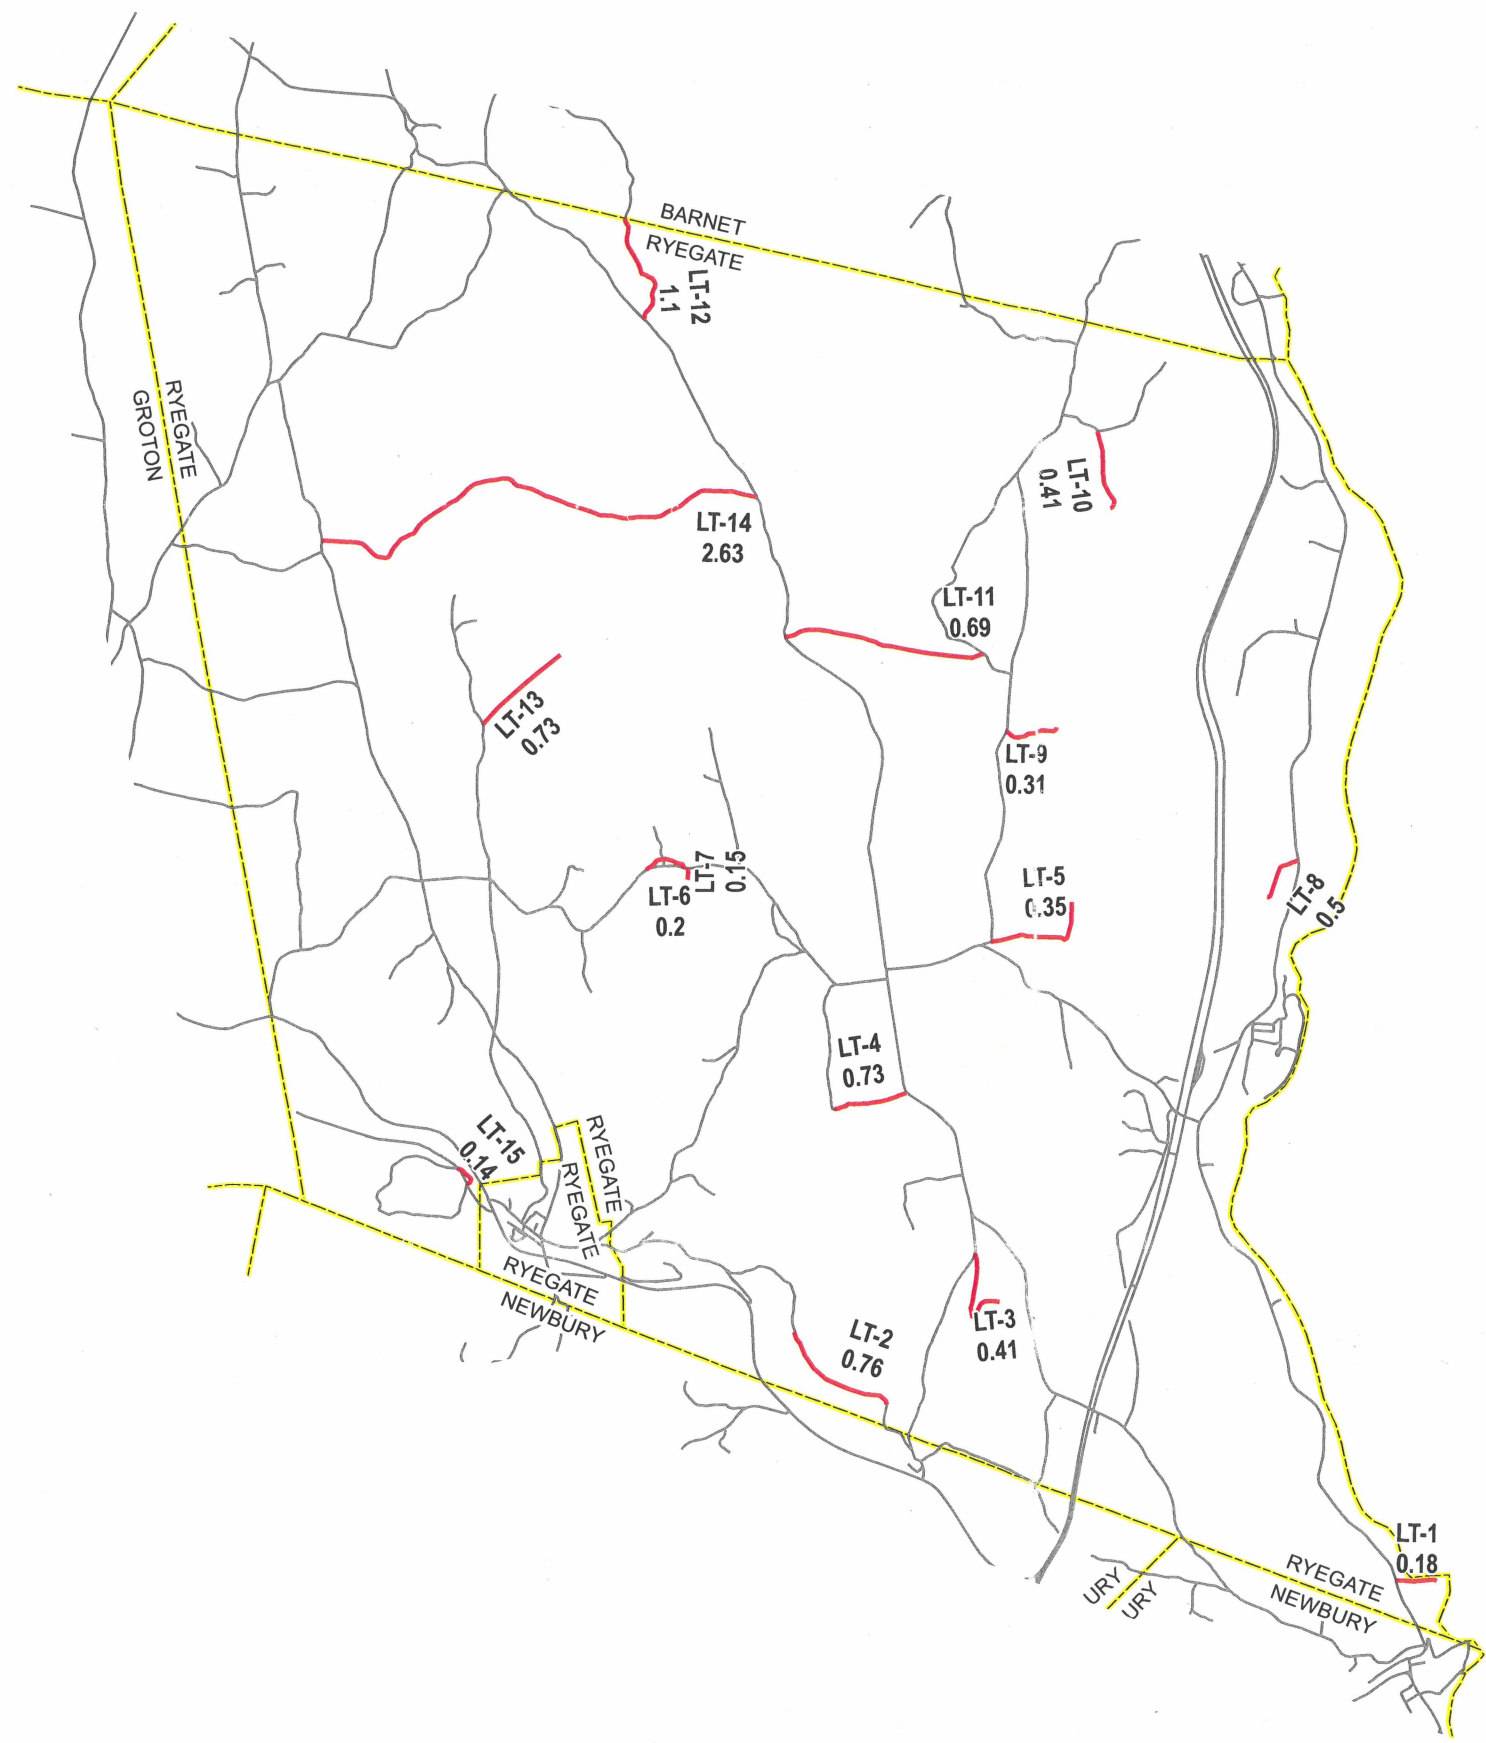 BARNET
RYEGATE
LT-12
1.1
RYEGATE
GROTON
LT-10
0.41
LT-14
2.63
LT-11
0.69
LT-13
0.73
LT-9
0.31
LT-7
0.15
LT-6
0.2
LT-5
0.35
LT-8
0.5
LT-4
0.73
LT-15
0.14
RYEGATE
RYEGATE
RYEGATE
NEWBURY
LT-2
0.76
LT-3
0.41
LT-1
0.18
RYEGATE
NEWBURY
URY
URY